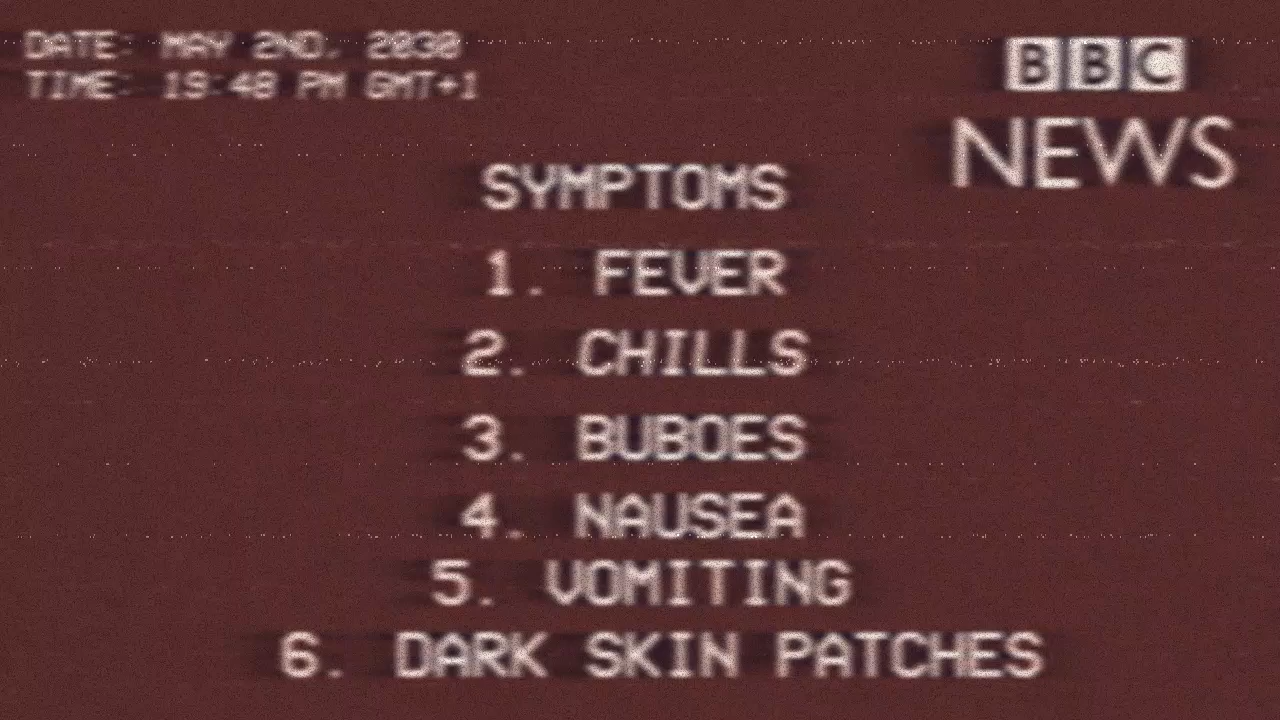 DATE: MAY 2ND, 2030
TIME: 19:48 PM GMT+1
BBC
NEWS
SYMPTOMS
1. FEVER
2. CHILLS
3. BUBOES
4. NAUSEA
5. VOMITING
6. DARK SKIN PATCHES